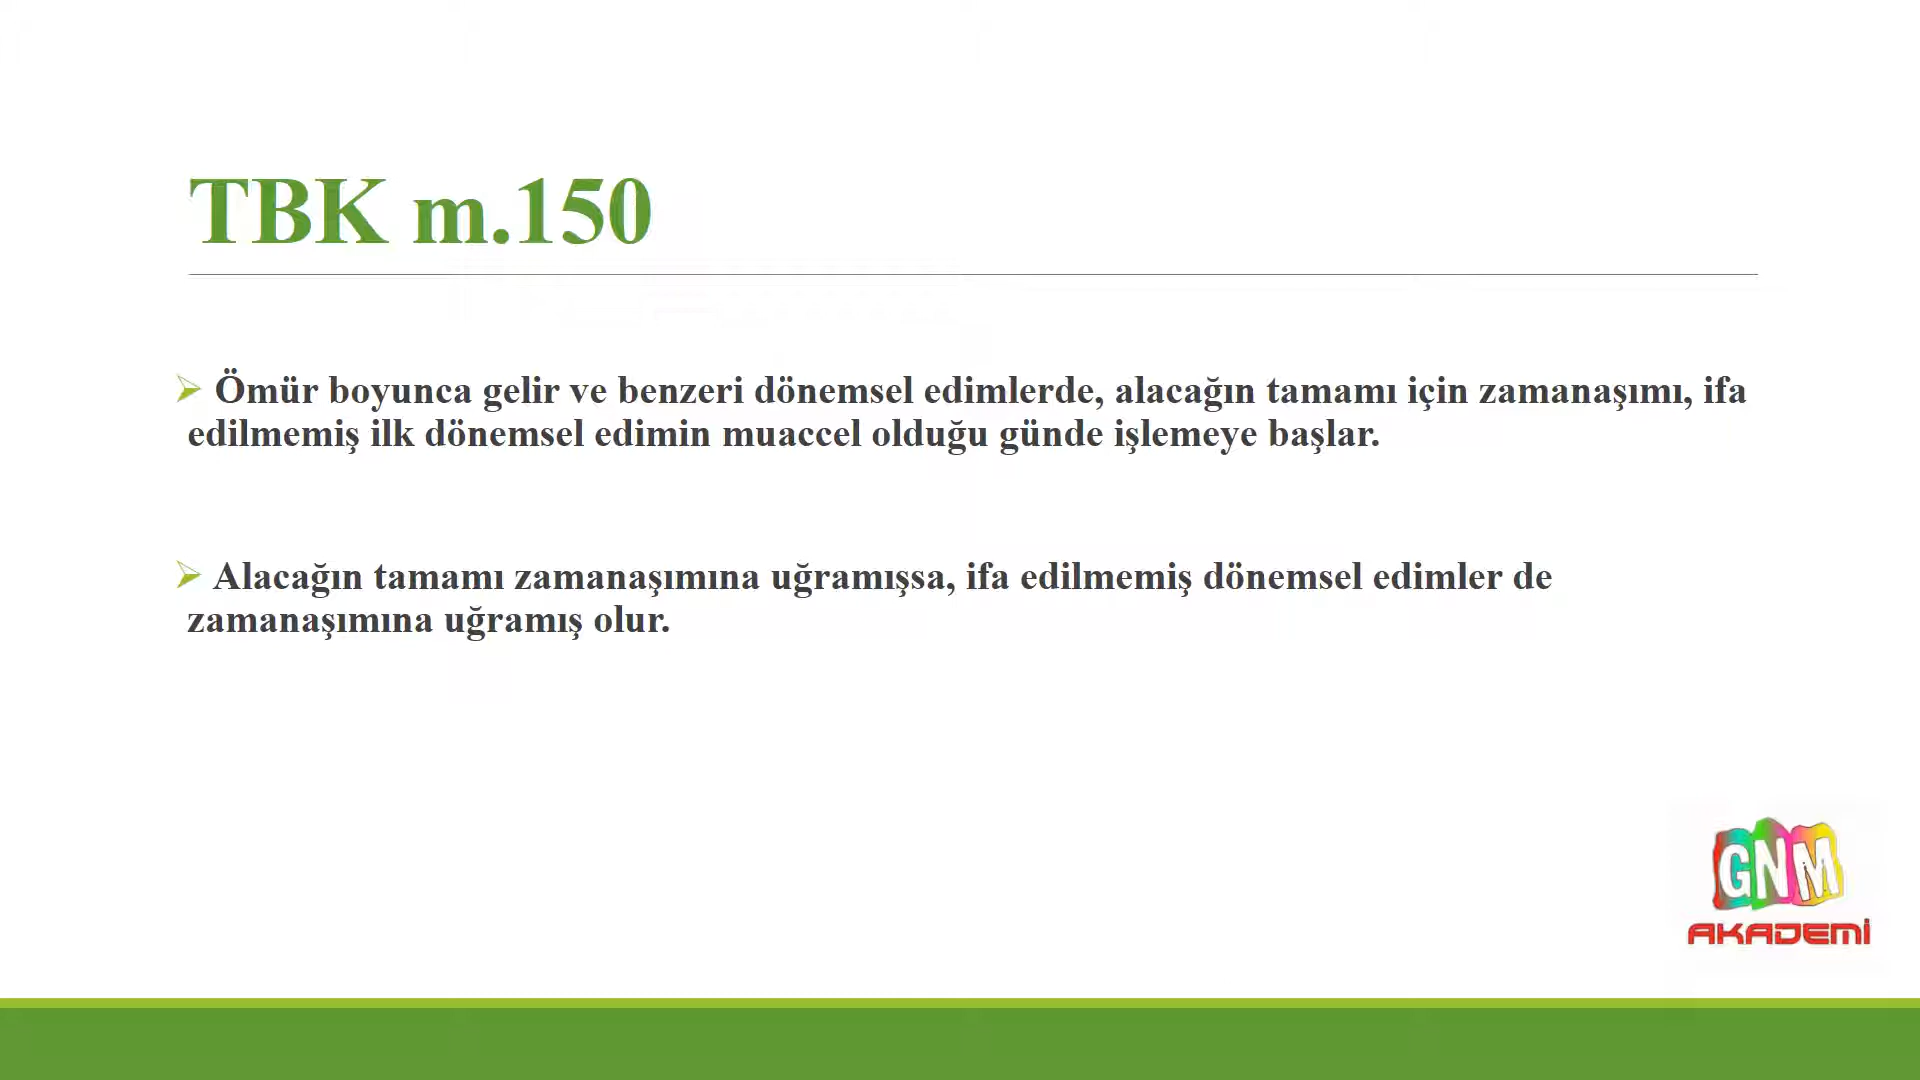 TBK m.150
Ömür boyunca gelir ve benzeri dönemsel edimlerde, alacağın tamamı için zamanaşımı, ifa
edilmemiş ilk dönemsel edimin muaccel olduğu günde işlemeye başlar.
Alacağın tamamı zamanaşımına uğramışsa, ifa edilmemiş dönemsel edimler de
zamanaşımına uğramış olur.
GNM
AKADEMİ